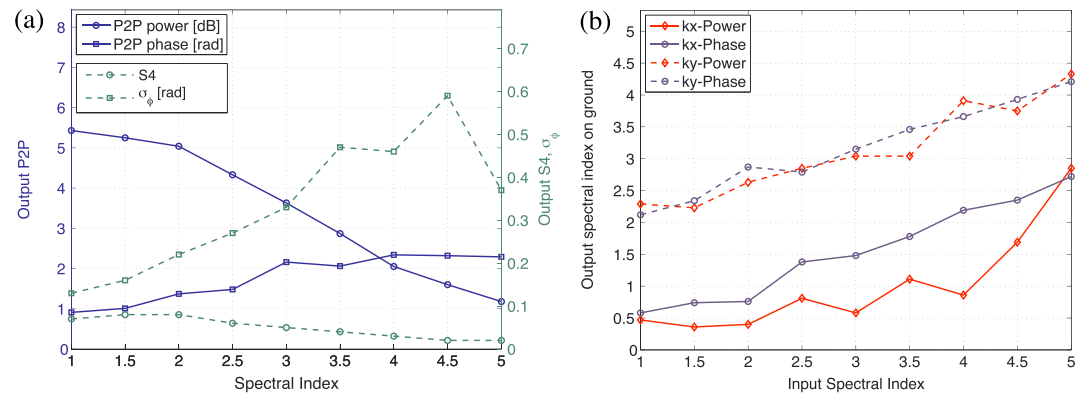 (a)
P2P power [dB]
P2P phase [rad]
S4
σϕ [rad]
8
7
6
5
4
3
2
1
0
Output P2P
0.7
0.6
0.5
0.4
0.3
0.2
0.1
0
Output S4, σϕ
1 1.5 2 2.5 3 3.5 4 4.5 5
Spectral Index
(b)
kx-Power
kx-Phase
ky-Power
ky-Phase
5
4.5
4
3.5
3
2.5
2
1.5
1
0.5
0
Output spectral index on ground
1 1.5 2 2.5 3 3.5 4 4.5 5
Input Spectral Index